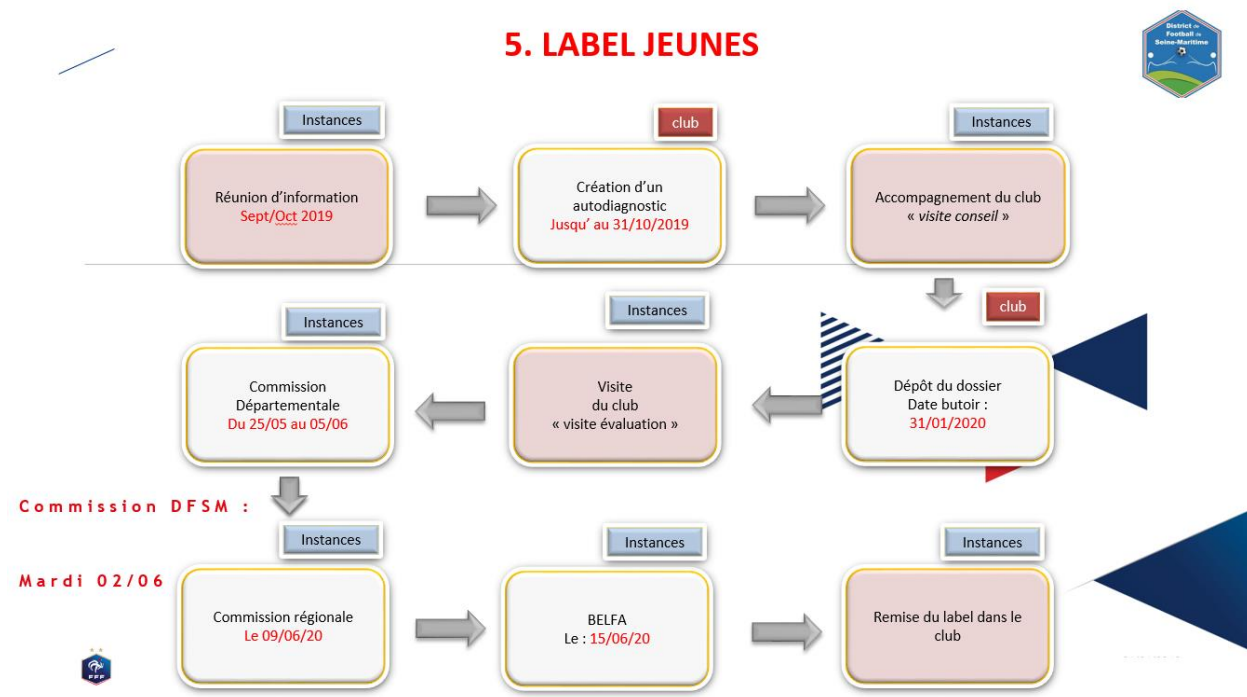 5. LABEL JEUNES
District de
Football de
Seine-Maritime
Instances
Réunion d’information
Sept/Oct 2019
club
Création d’un
autodiagnostic
Jusqu’ au 31/10/2019
Instances
Accompagnement du club
« visite conseil »
club
Dépôt du dossier
Date butoir :
31/01/2020
Instances
Visite
du club
« visite évaluation »
Instances
Commission
Départementale
Du 25/05 au 05/06
Commission DFSM :
Mardi 02/06
Instances
Commission régionale
Le 09/06/20
Instances
BELFA
Le : 15/06/20
Instances
Remise du label dans le
club
FFF